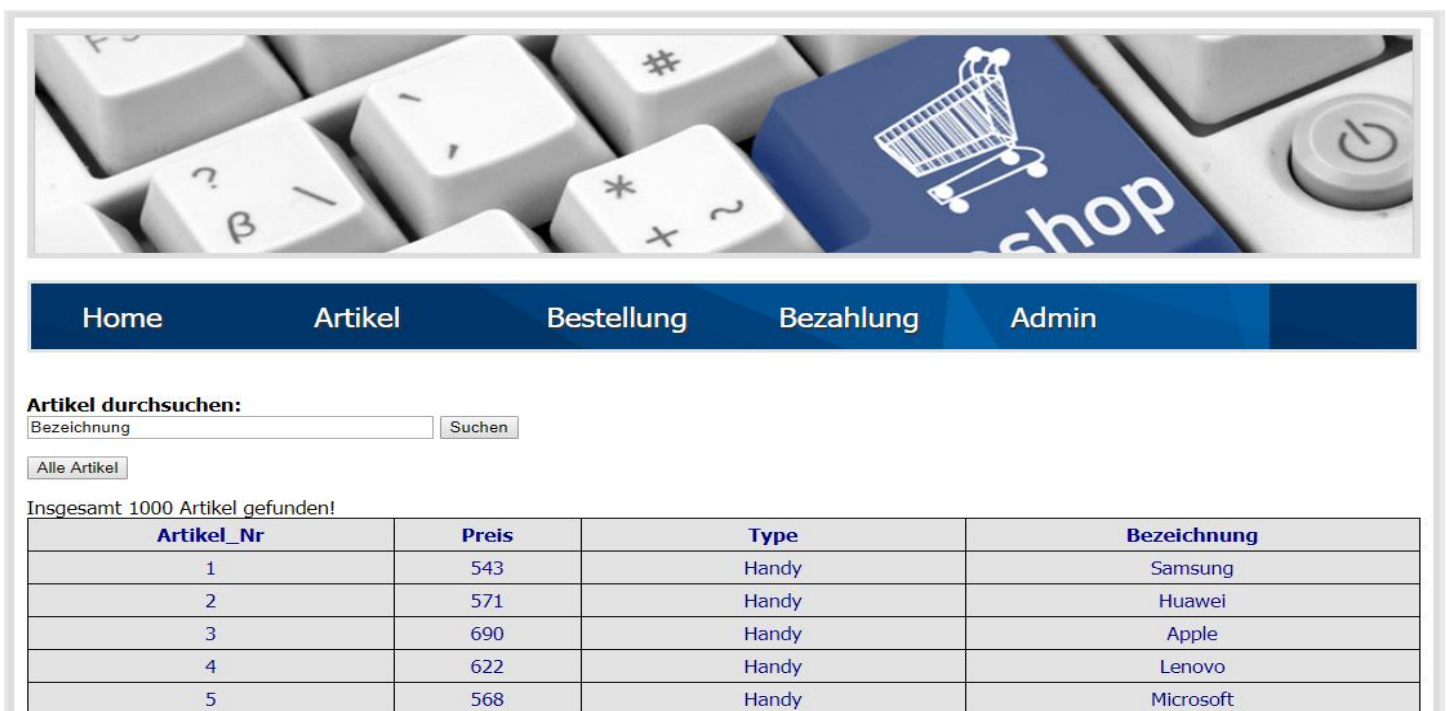 F5
#
'
,
?
ß \
*
+ ~
shop
Home Artikel Bestellung Bezahlung Admin
Artikel durchsuchen:
Bezeichnung Suchen
Alle Artikel
Insgesamt 1000 Artikel gefunden!
Artikel_Nr Preis Type Bezeichnung
1 543 Handy Samsung
2 571 Handy Huawei
3 690 Handy Apple
4 622 Handy Lenovo
5 568 Handy Microsoft